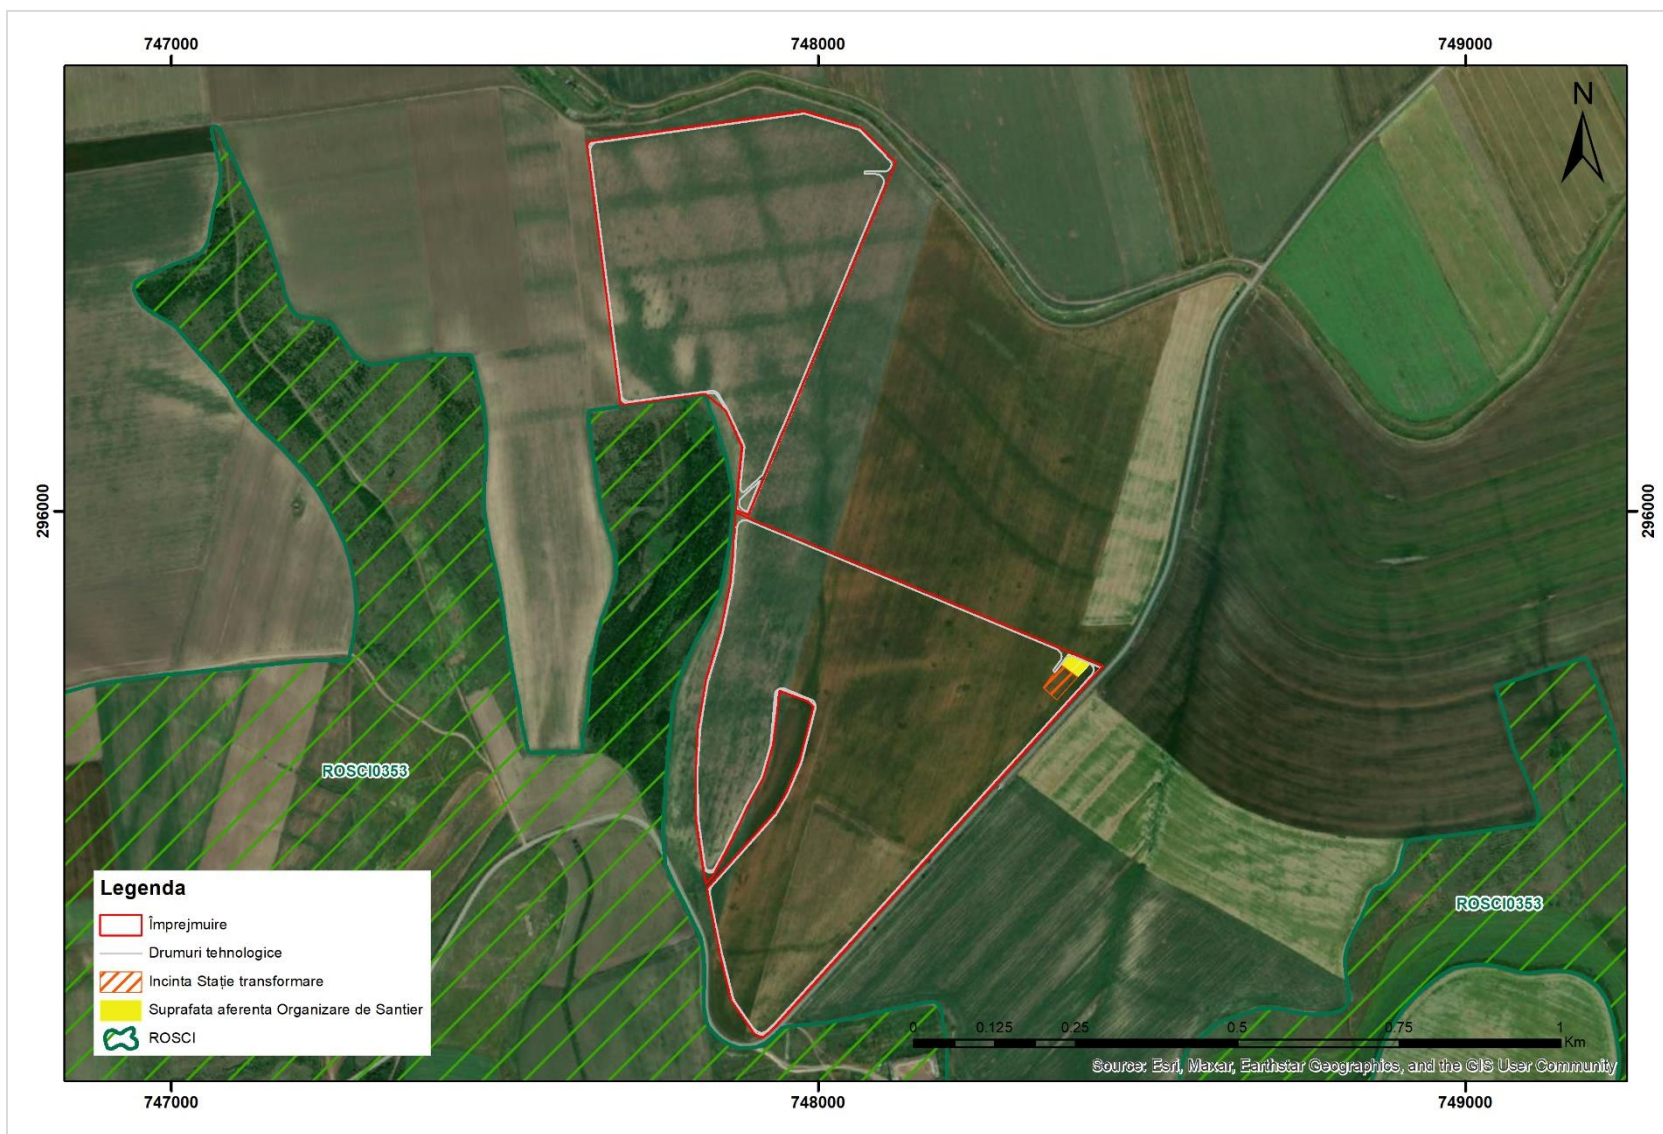 747000
748000
749000
N
296000
296000
ROSCI0353
ROSCI0353
Legenda
Împrejmuire
Drumuri tehnologice
Incinta Stație transformare
Suprafata aferenta Organizare de Santier
ROSCI
0 0.125 0.25 0.5 0.75 1
Km
Source: Esri, Maxar, Earthstar Geographics, and the GIS User Community
747000
748000
749000